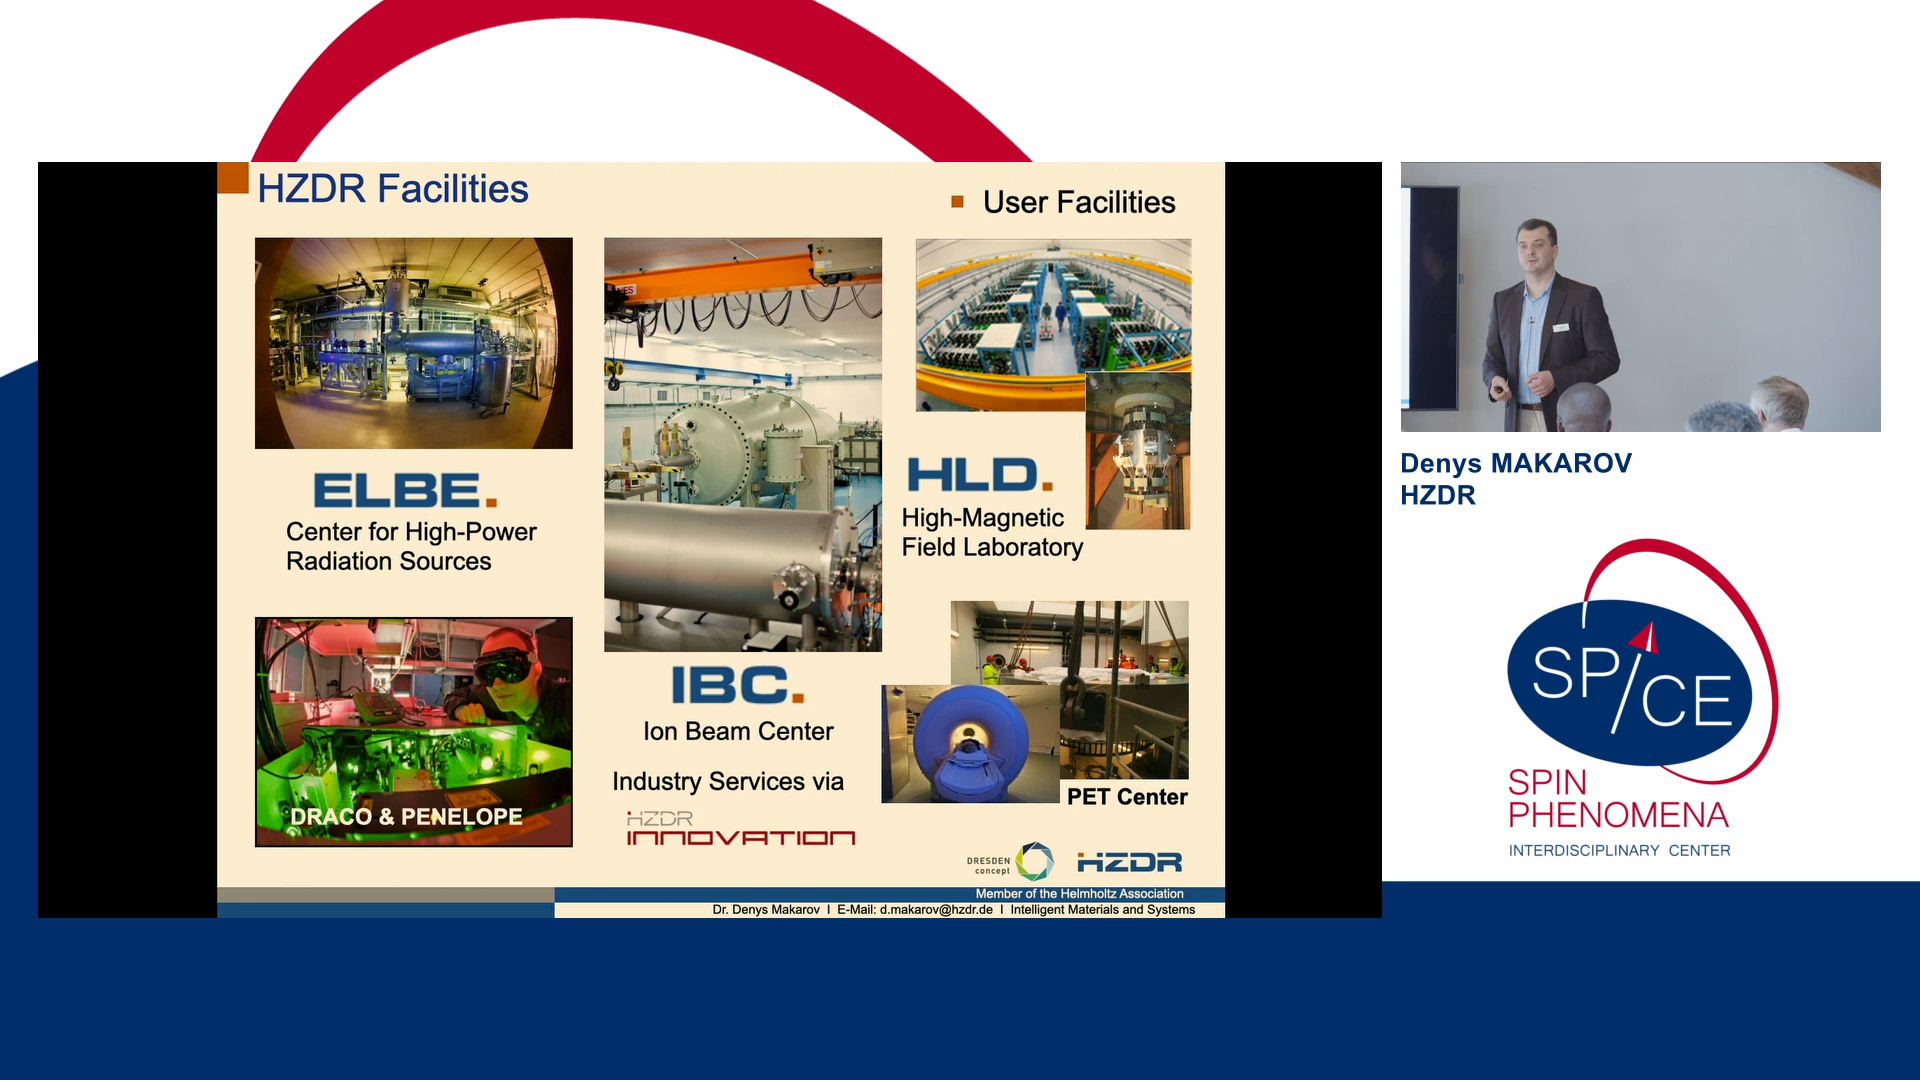 HZDR Facilities
User Facilities
ELBE.
Center for High-Power
Radiation Sources
DRACO & PENELOPE
IBC.
Ion Beam Center
Industry Services via
HZDR
INNOVATION
HLD.
High-Magnetic
Field Laboratory
PET Center
DRESDEN
concept
HZDR
Member of the Helmholtz Association
Dr. Denys Makarov I E-Mail: d.makarov@hzdr.de I Intelligent Materials and Systems
Denys MAKAROV
HZDR
SP/CE
SPIN
PHENOMENA
INTERDISCIPLINARY CENTER